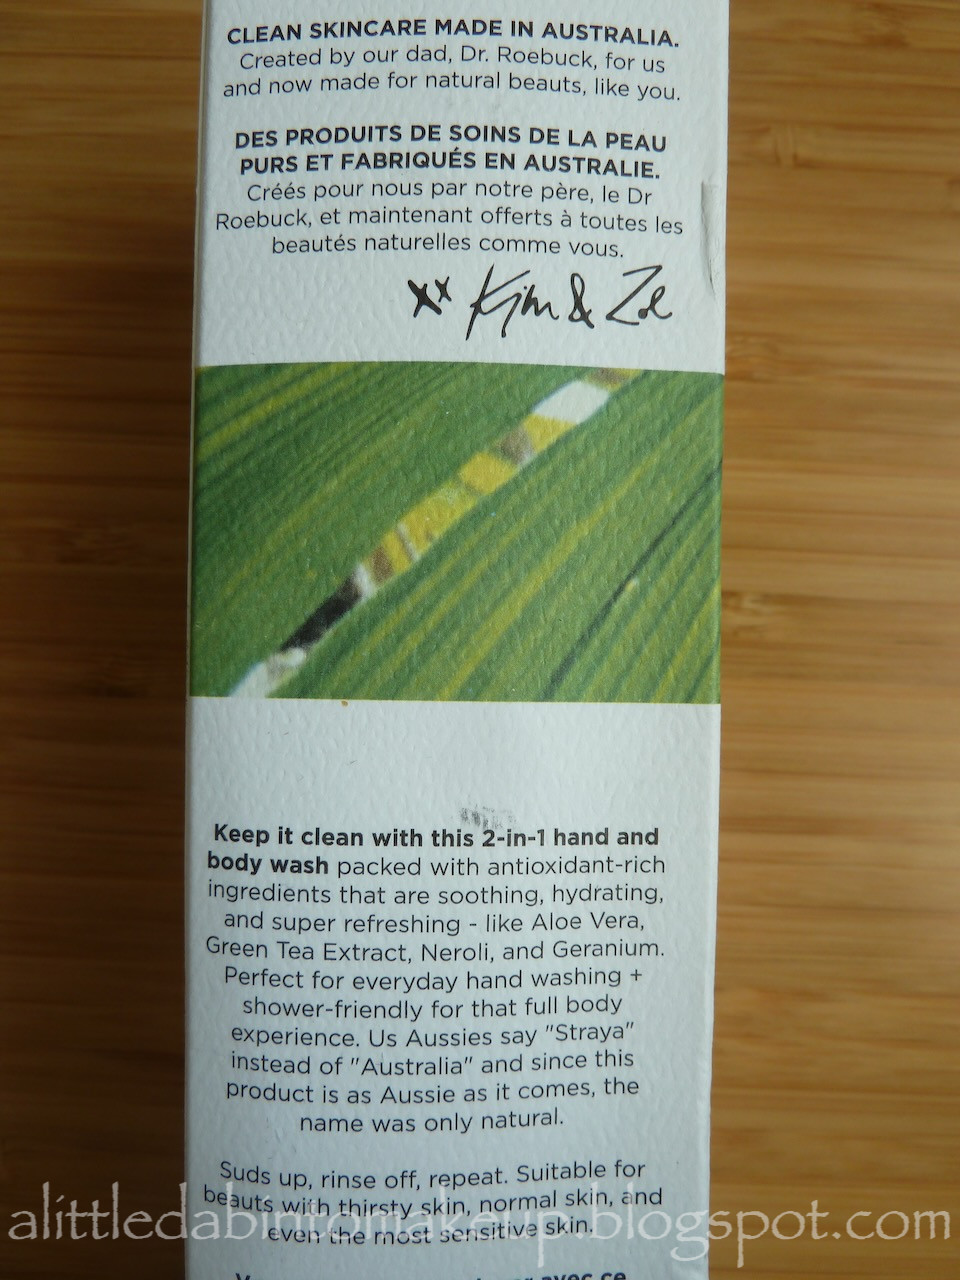 CLEAN SKINCARE MADE IN AUSTRALIA.
Created by our dad, Dr. Roebuck, for us
and now made for natural beauts, like you.
DES PRODUITS DE SOINS DE LA PEAU
PURS ET FABRIQUÉS EN AUSTRALIE.
Créés pour nous par notre père, le Dr
Roebuck, et maintenant offerts à toutes les
beautés naturelles comme vous.
xx Kim & Zoe
Keep it clean with this 2-in-1 hand and
body wash packed with antioxidant-rich
ingredients that are soothing, hydrating,
and super refreshing - like Aloe Vera,
Green Tea Extract, Neroli, and Geranium.
Perfect for everyday hand washing +
shower-friendly for that full body
experience. Us Aussies say "Straya"
instead of "Australia" and since this
product is as Aussie as it comes, the
name was only natural.
Suds up, rinse off, repeat. Suitable for
beauts with thirsty skin, normal skin, and
even the most sensitive skin.
alittledabintomakeup.blogspot.com
avec ce